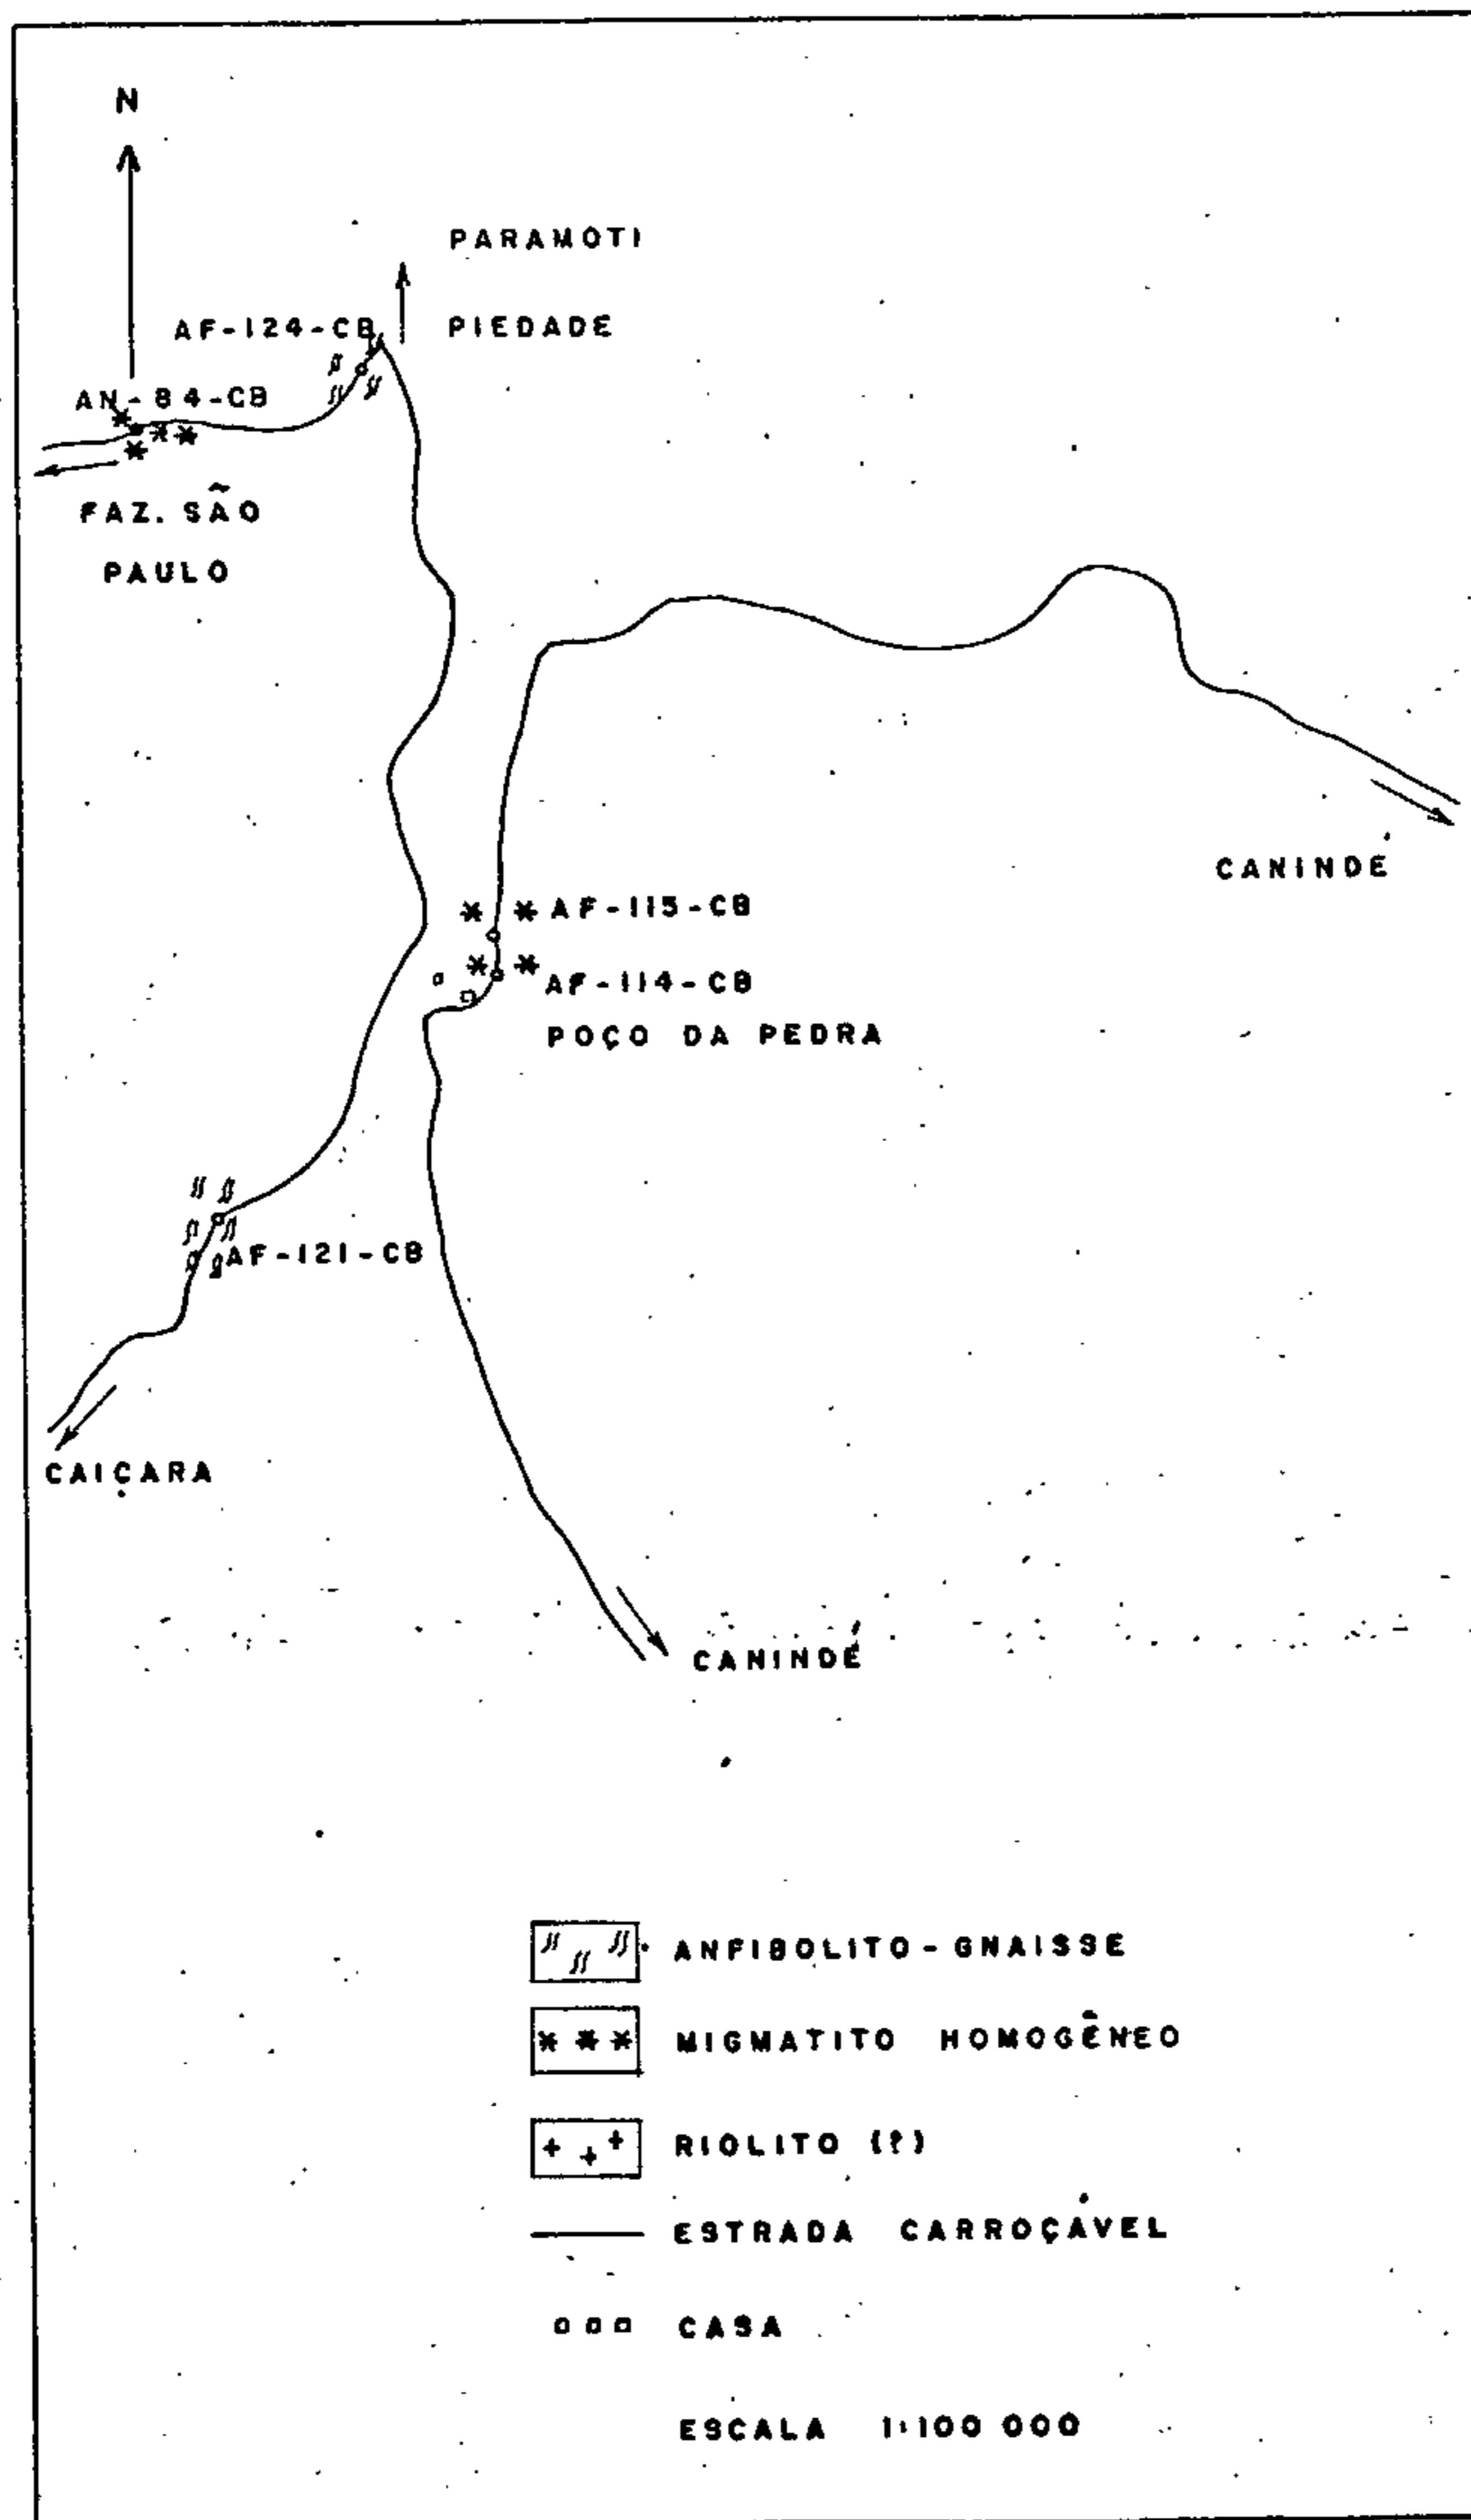 N
PARAMOTI
PIEDADE
AF-124-CB
AN-84-CB
FAZ. SÃO
PAULO
CANINDÉ
AF-115-CB
AF-114-CB
POÇO DA PEDRA
AF-121-CB
CAIÇARA
CANINDÉ
ANFIBOLITO-GNAISSE
MIGMATITO HOMOGÊNEO
RIOLITO (?)
ESTRADA CARROÇÁVEL
CASA
ESCALA 1:100 000